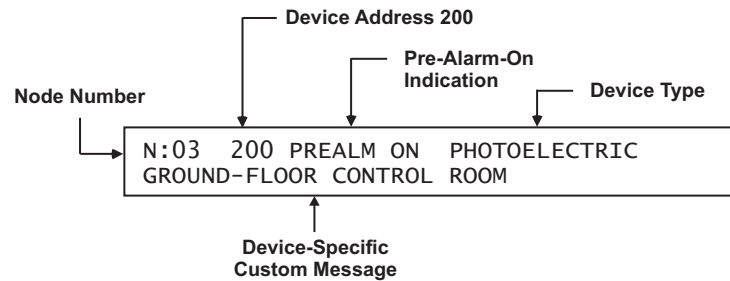 Device Address 200
Pre-Alarm-On
Indication
Node Number
Device Type
N:03 200 PREALM ON PHOTOELECTRIC
GROUND-FLOOR CONTROL ROOM
Device-Specific
Custom Message